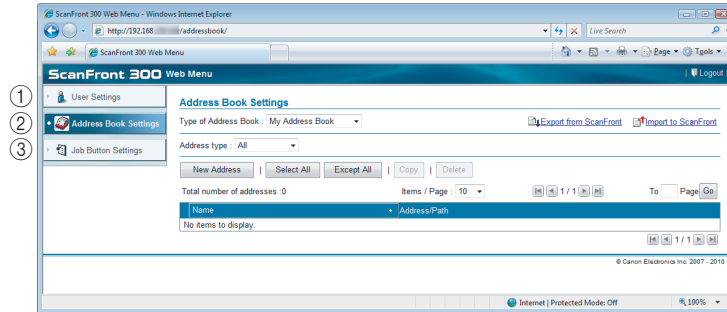 ScanFront 300 Web Menu - Windows Internet Explorer
http://192.168 /addressbook/
Live Search
ScanFront 300 Web Menu
Page
Tools
ScanFront 300 Web Menu
Logout
① User Settings
② Address Book Settings
③ Job Button Settings
Address Book Settings
Type of Address Book : My Address Book
Export from ScanFront
Import to ScanFront
Address type : All
New Address | Select All Except All | Copy | Delete
Total number of addresses :0 Items / Page : 10 1 / 1 To Page Go
Name Address/Path
No items to display.
1 / 1
© Canon Electronics Inc. 2007 - 2010
Internet | Protected Mode: Off 100%